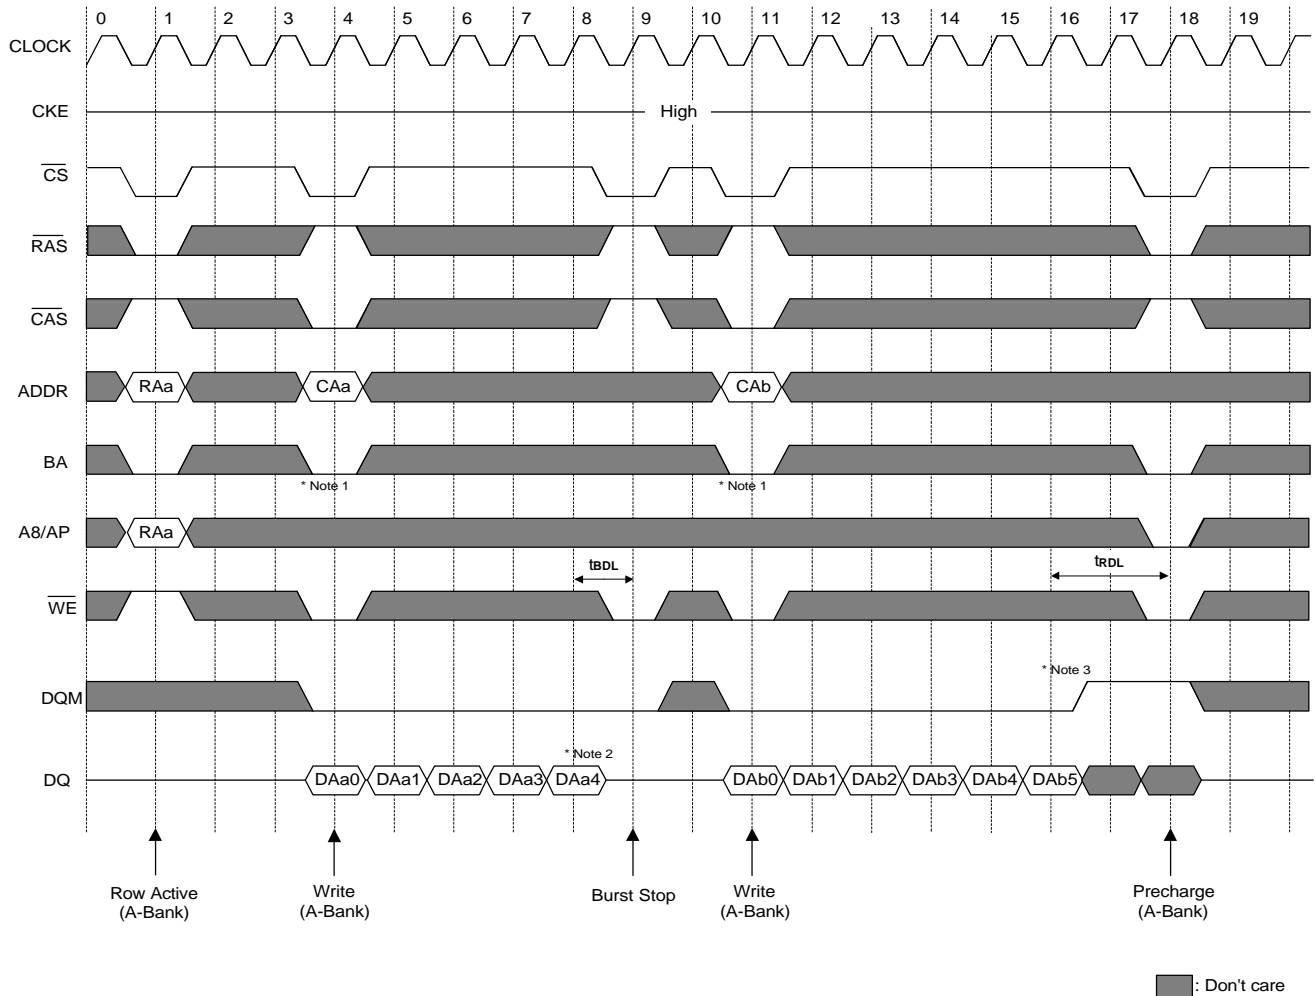 0 1 2 3 4 5 6 7 8 9 10 11 12 13 14 15 16 17 18 19
CLOCK
CKE
High
CS
RAS
CAS
ADDR
RAa
CAa
CAb
BA
* Note 1
* Note 1
A8/AP
RAa
tBDL
tRDL
WE
* Note 3
DQM
* Note 2
DQ
DAa0 DAa1 DAa2 DAa3 DAa4 DAb0 DAb1 DAb2 DAb3 DAb4 DAb5
Row Active
(A-Bank)
Write
(A-Bank)
Burst Stop
Write
(A-Bank)
Precharge
(A-Bank)
: Don't care